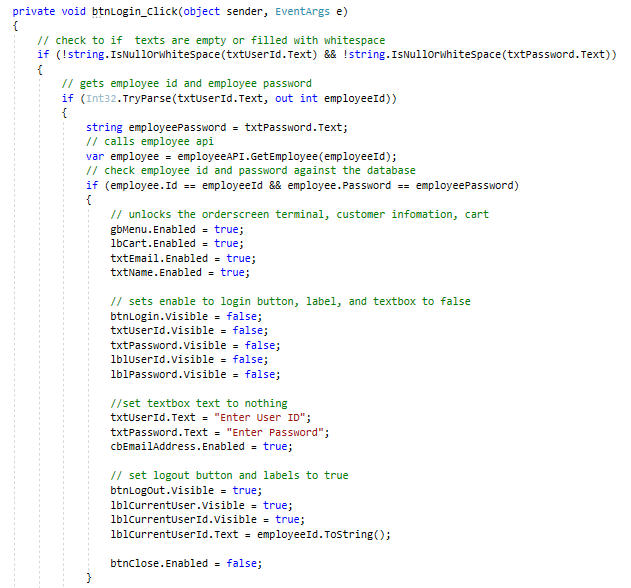 private void btnLogin_Click(object sender, EventArgs e)
{
// check to if  texts are empty or filled with whitespace
if (!string.IsNullOrWhiteSpace(txtUserId.Text) && !string.IsNullOrWhiteSpace(txtPassword.Text))
{
// gets employee id and employee password
if (Int32.TryParse(txtUserId.Text, out int employeeId))
{
string employeePassword = txtPassword.Text;
// calls employee api
var employee = employeeAPI.GetEmployee(employeeId);
// check employee id and password against the database
if (employee.Id == employeeId && employee.Password == employeePassword)
{
// unlocks the orderscreen terminal, customer infomation, cart
gbMenu.Enabled = true;
lbCart.Enabled = true;
txtEmail.Enabled = true;
txtName.Enabled = true;
// sets enable to login button, label, and textbox to false
btnLogin.Visible = false;
txtUserId.Visible = false;
txtPassword.Visible = false;
lblUserId.Visible = false;
lblPassword.Visible = false;
//set textbox text to nothing
txtUserId.Text = "Enter User ID";
txtPassword.Text = "Enter Password";
cbEmailAddress.Enabled = true;
// set logout button and labels to true
btnLogOut.Visible = true;
lblCurrentUser.Visible = true;
lblCurrentUserId.Visible = true;
lblCurrentUserId.Text = employeeId.ToString();
btnClose.Enabled = false;
}